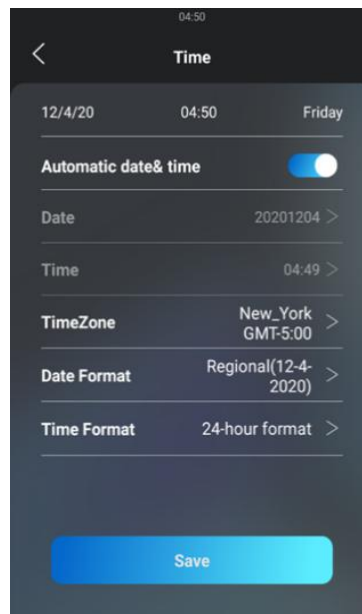 04:50
Time
12/4/20 04:50 Friday
Automatic date& time
Date 20201204 >
Time 04:49 >
TimeZone New_York
GMT-5:00 >
Date Format Regional(12-4-
2020) >
Time Format 24-hour format >
Save